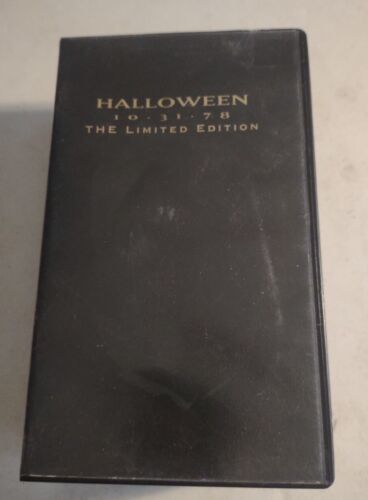 HALLOWEEN
10·31·78
THE LIMITED EDITION